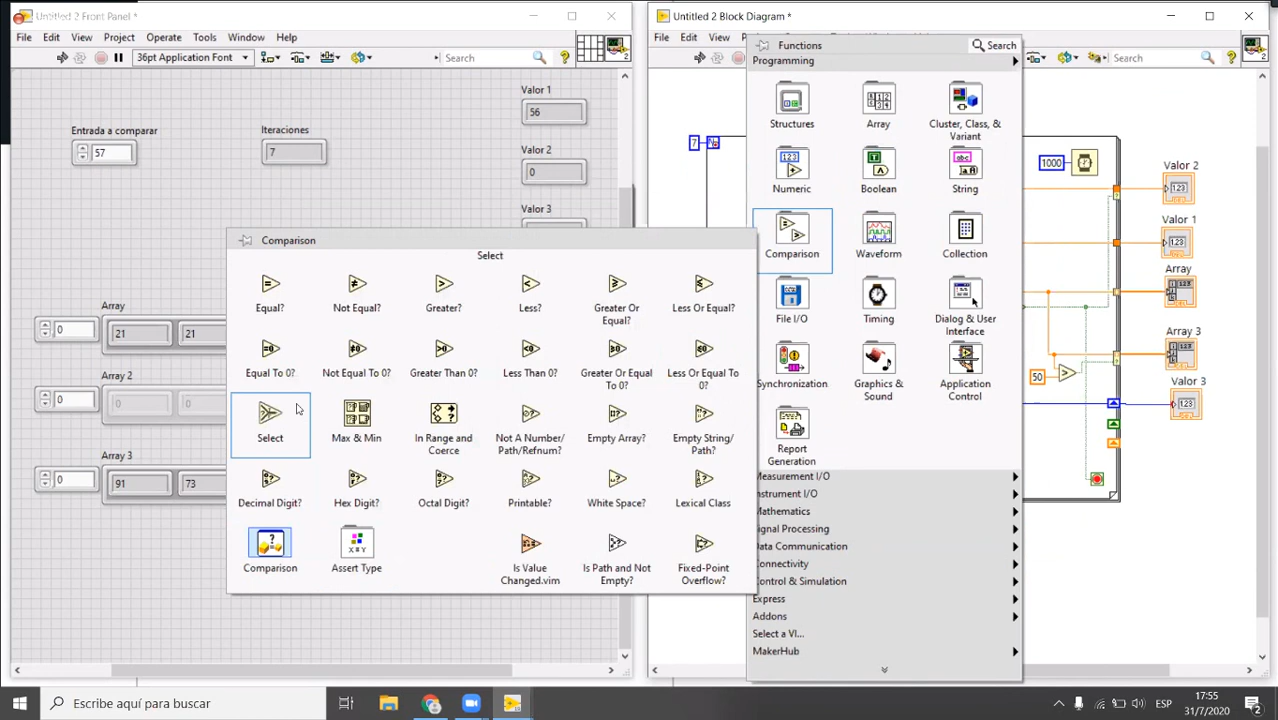 Untitled 2 Front Panel *
File Edit View Project Operate Tools Window Help
36pt Application Font
Search
Entrada a comparar
57
Iteraciones
7
Valor 1
56
Valor 2
0
Valor 3
Array
0
21
21
Array 2
0
0
0
Array 3
0
91
73
Comparison
Select
Equal?
Not Equal?
Greater?
Less?
Greater Or Equal?
Less Or Equal?
Equal To 0?
Not Equal To 0?
Greater Than 0?
Less Than 0?
Greater Or Equal To 0?
Less Or Equal To 0?
Select
Max & Min
In Range and Coerce
Not A Number/Path/Refnum?
Empty Array?
Empty String/Path?
Decimal Digit?
Hex Digit?
Octal Digit?
Printable?
White Space?
Lexical Class
Comparison
Assert Type
Is Value Changed.vim
Is Path and Not Empty?
Fixed-Point Overflow?
Untitled 2 Block Diagram *
File Edit View
Search
Functions
Search
Programming
Structures
Array
Cluster, Class, & Variant
Numeric
Boolean
String
Comparison
Waveform
Collection
File I/O
Timing
Dialog & User Interface
Synchronization
Graphics & Sound
Application Control
Report Generation
Measurement I/O
nstrument I/O
Mathematics
ignal Processing
Data Communication
Connectivity
Control & Simulation
Express
Addons
Select a VI...
MakerHub
7
1000
Valor 2
Valor 1
Array
Array 3
50
Valor 3
Escribe aquí para buscar
ESP
17:55
31/7/2020
2